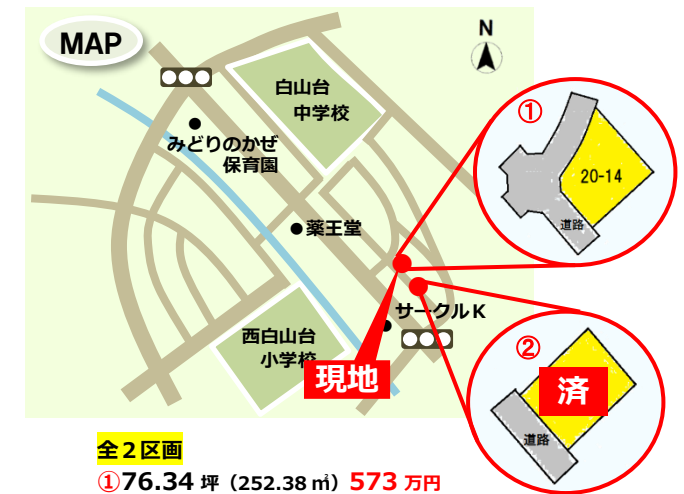 MAP
N
白山台
中学校
みどりのかぜ
保育園
薬王堂
サークルＫ
西白山台
小学校
現地
①
20-14
道路
②
済
道路
全２区画
①76.34 坪（252.38 ㎡）573 万円